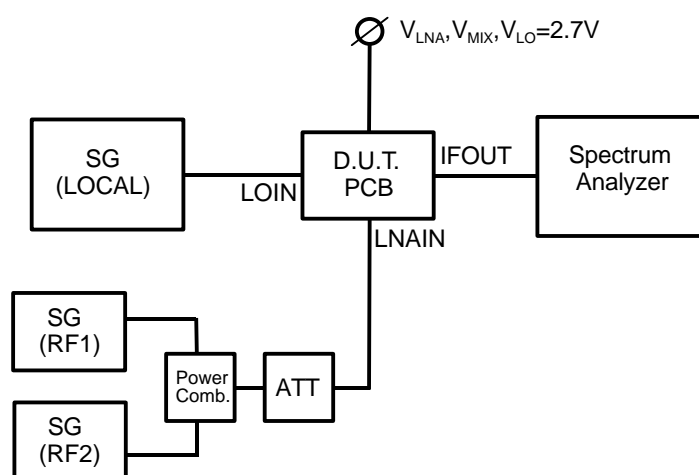 V_LNA,V_MIX,V_LO=2.7V
SG
(LOCAL)
LOIN
D.U.T.
PCB
IFOUT
Spectrum
Analyzer
LNAIN
SG
(RF1)
Power
Comb.
ATT
SG
(RF2)